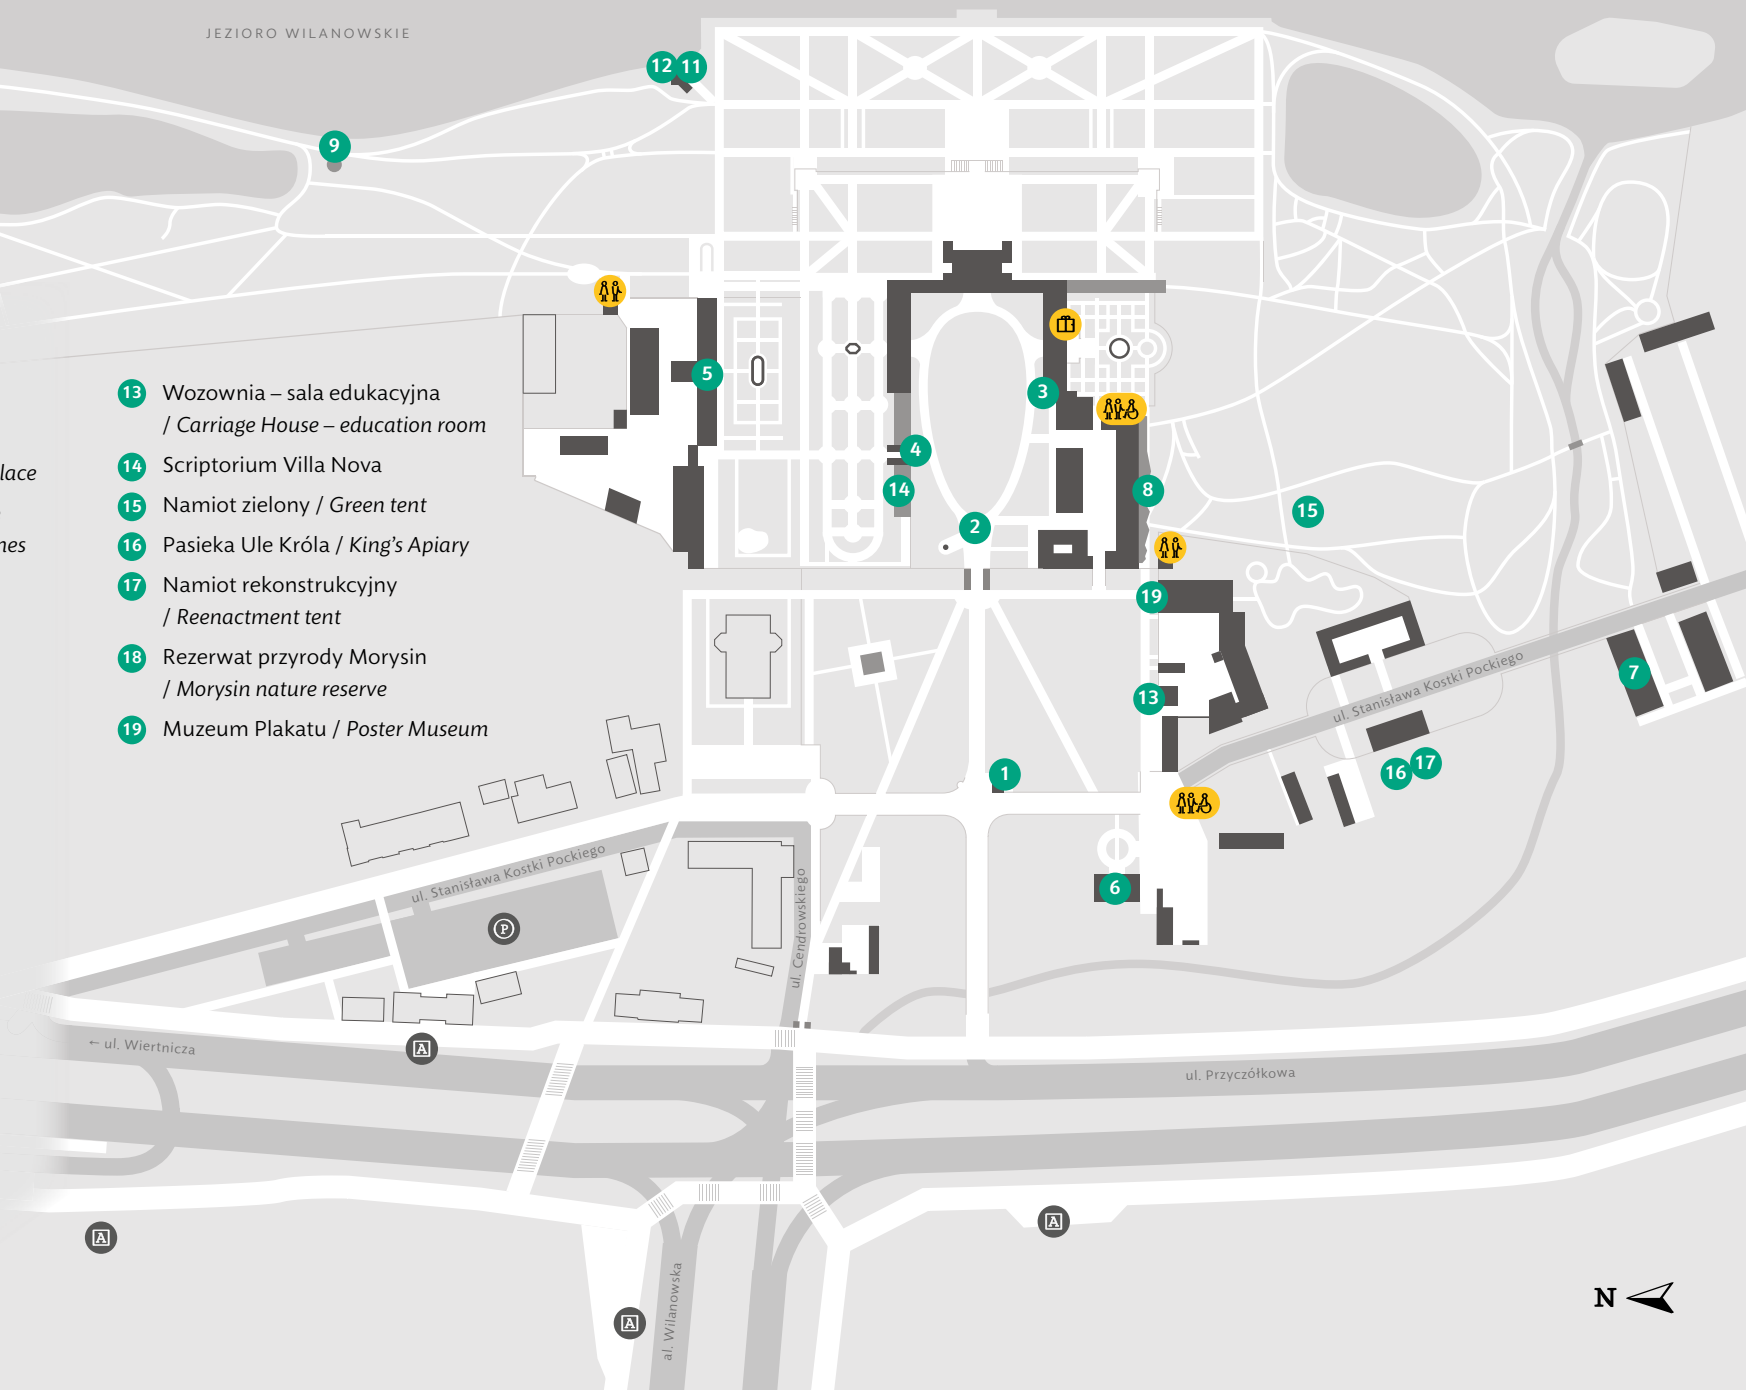 JEZIORO WILANOWSKIE
12 11
9
5
3
4
14
2
8
15
19
13
7
16 17
1
6
13 Wozownia – sala edukacyjna
/ Carriage House – education room
14 Scriptorium Villa Nova
15 Namiot zielony / Green tent
16 Pasieka Ule Króla / King's Apiary
17 Namiot rekonstrukcyjny
/ Reenactment tent
18 Rezerwat przyrody Morysin
/ Morysin nature reserve
19 Muzeum Plakatu / Poster Museum
lace
nes
ul. Stanisława Kostki Pockiego
ul. Stanisława Kostki Pockiego
P
ul. Cendrowskiego
← ul. Wiertnicza
A
ul. Przyczółkowa
A
A
A
al. Wilanowska
N